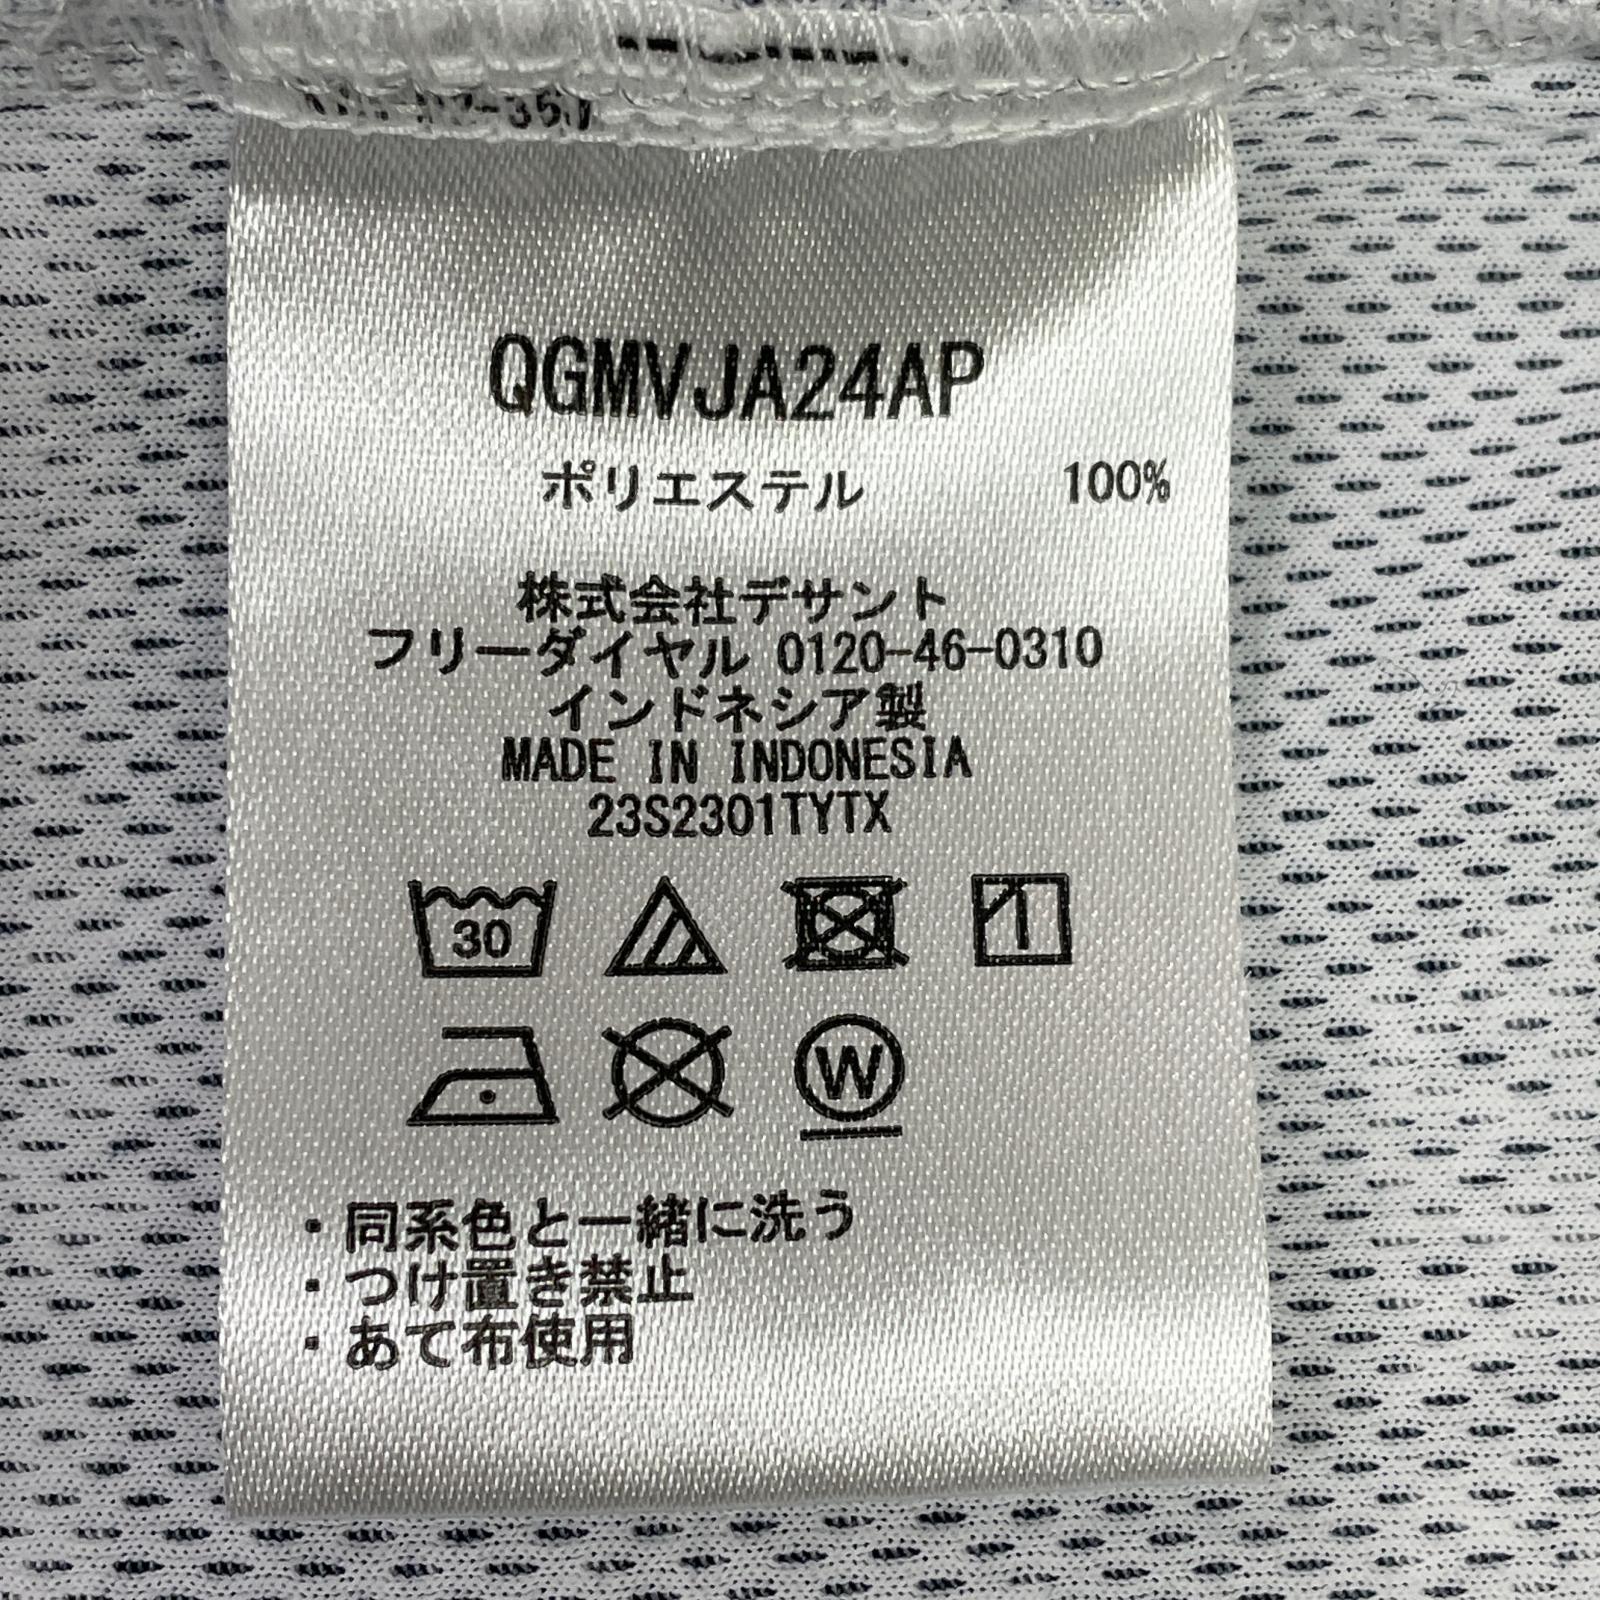 QGMVJA24AP
ポリエステル 100%
株式会社デサント
フリーダイヤル 0120-46-0310
インドネシア製
MADE IN INDONESIA
23S2301TYTX
30
W
・同系色と一緒に洗う
・つけ置き禁止
・あて布使用